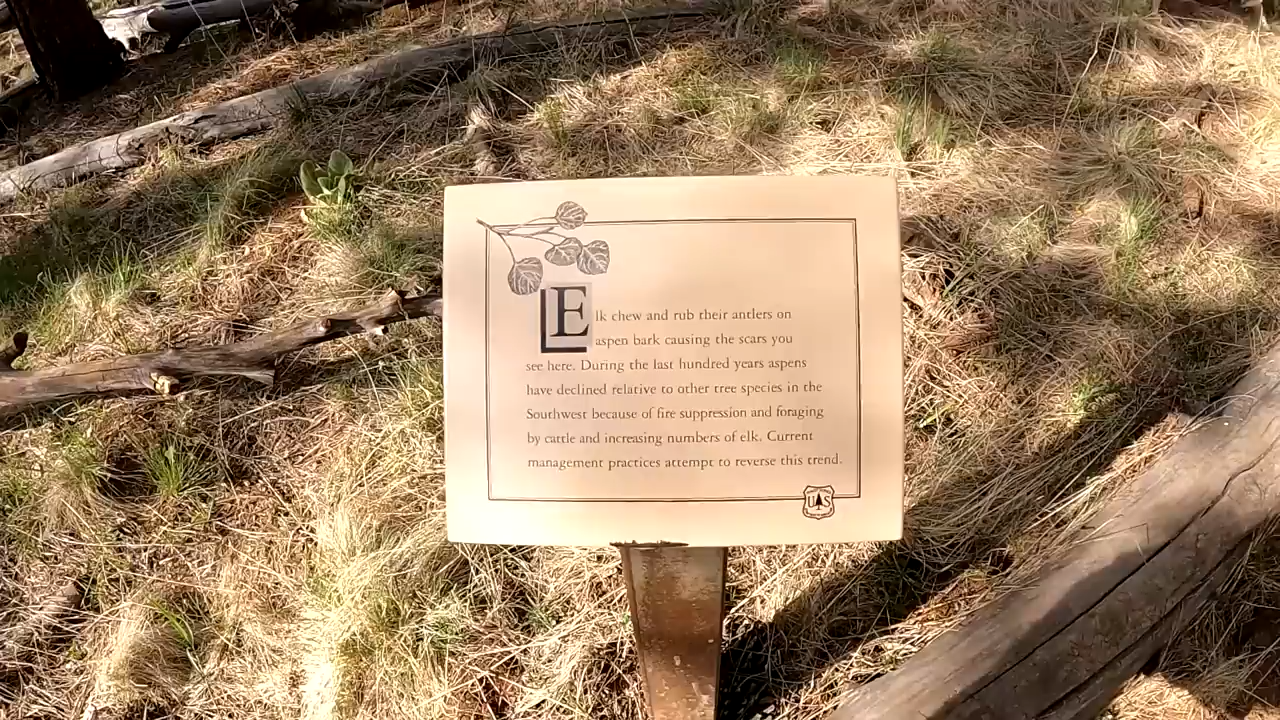 Elk chew and rub their antlers on
aspen bark causing the scars you
see here. During the last hundred years aspens
have declined relative to other tree species in the
Southwest because of fire suppression and foraging
by cattle and increasing numbers of elk. Current
management practices attempt to reverse this trend.
U S